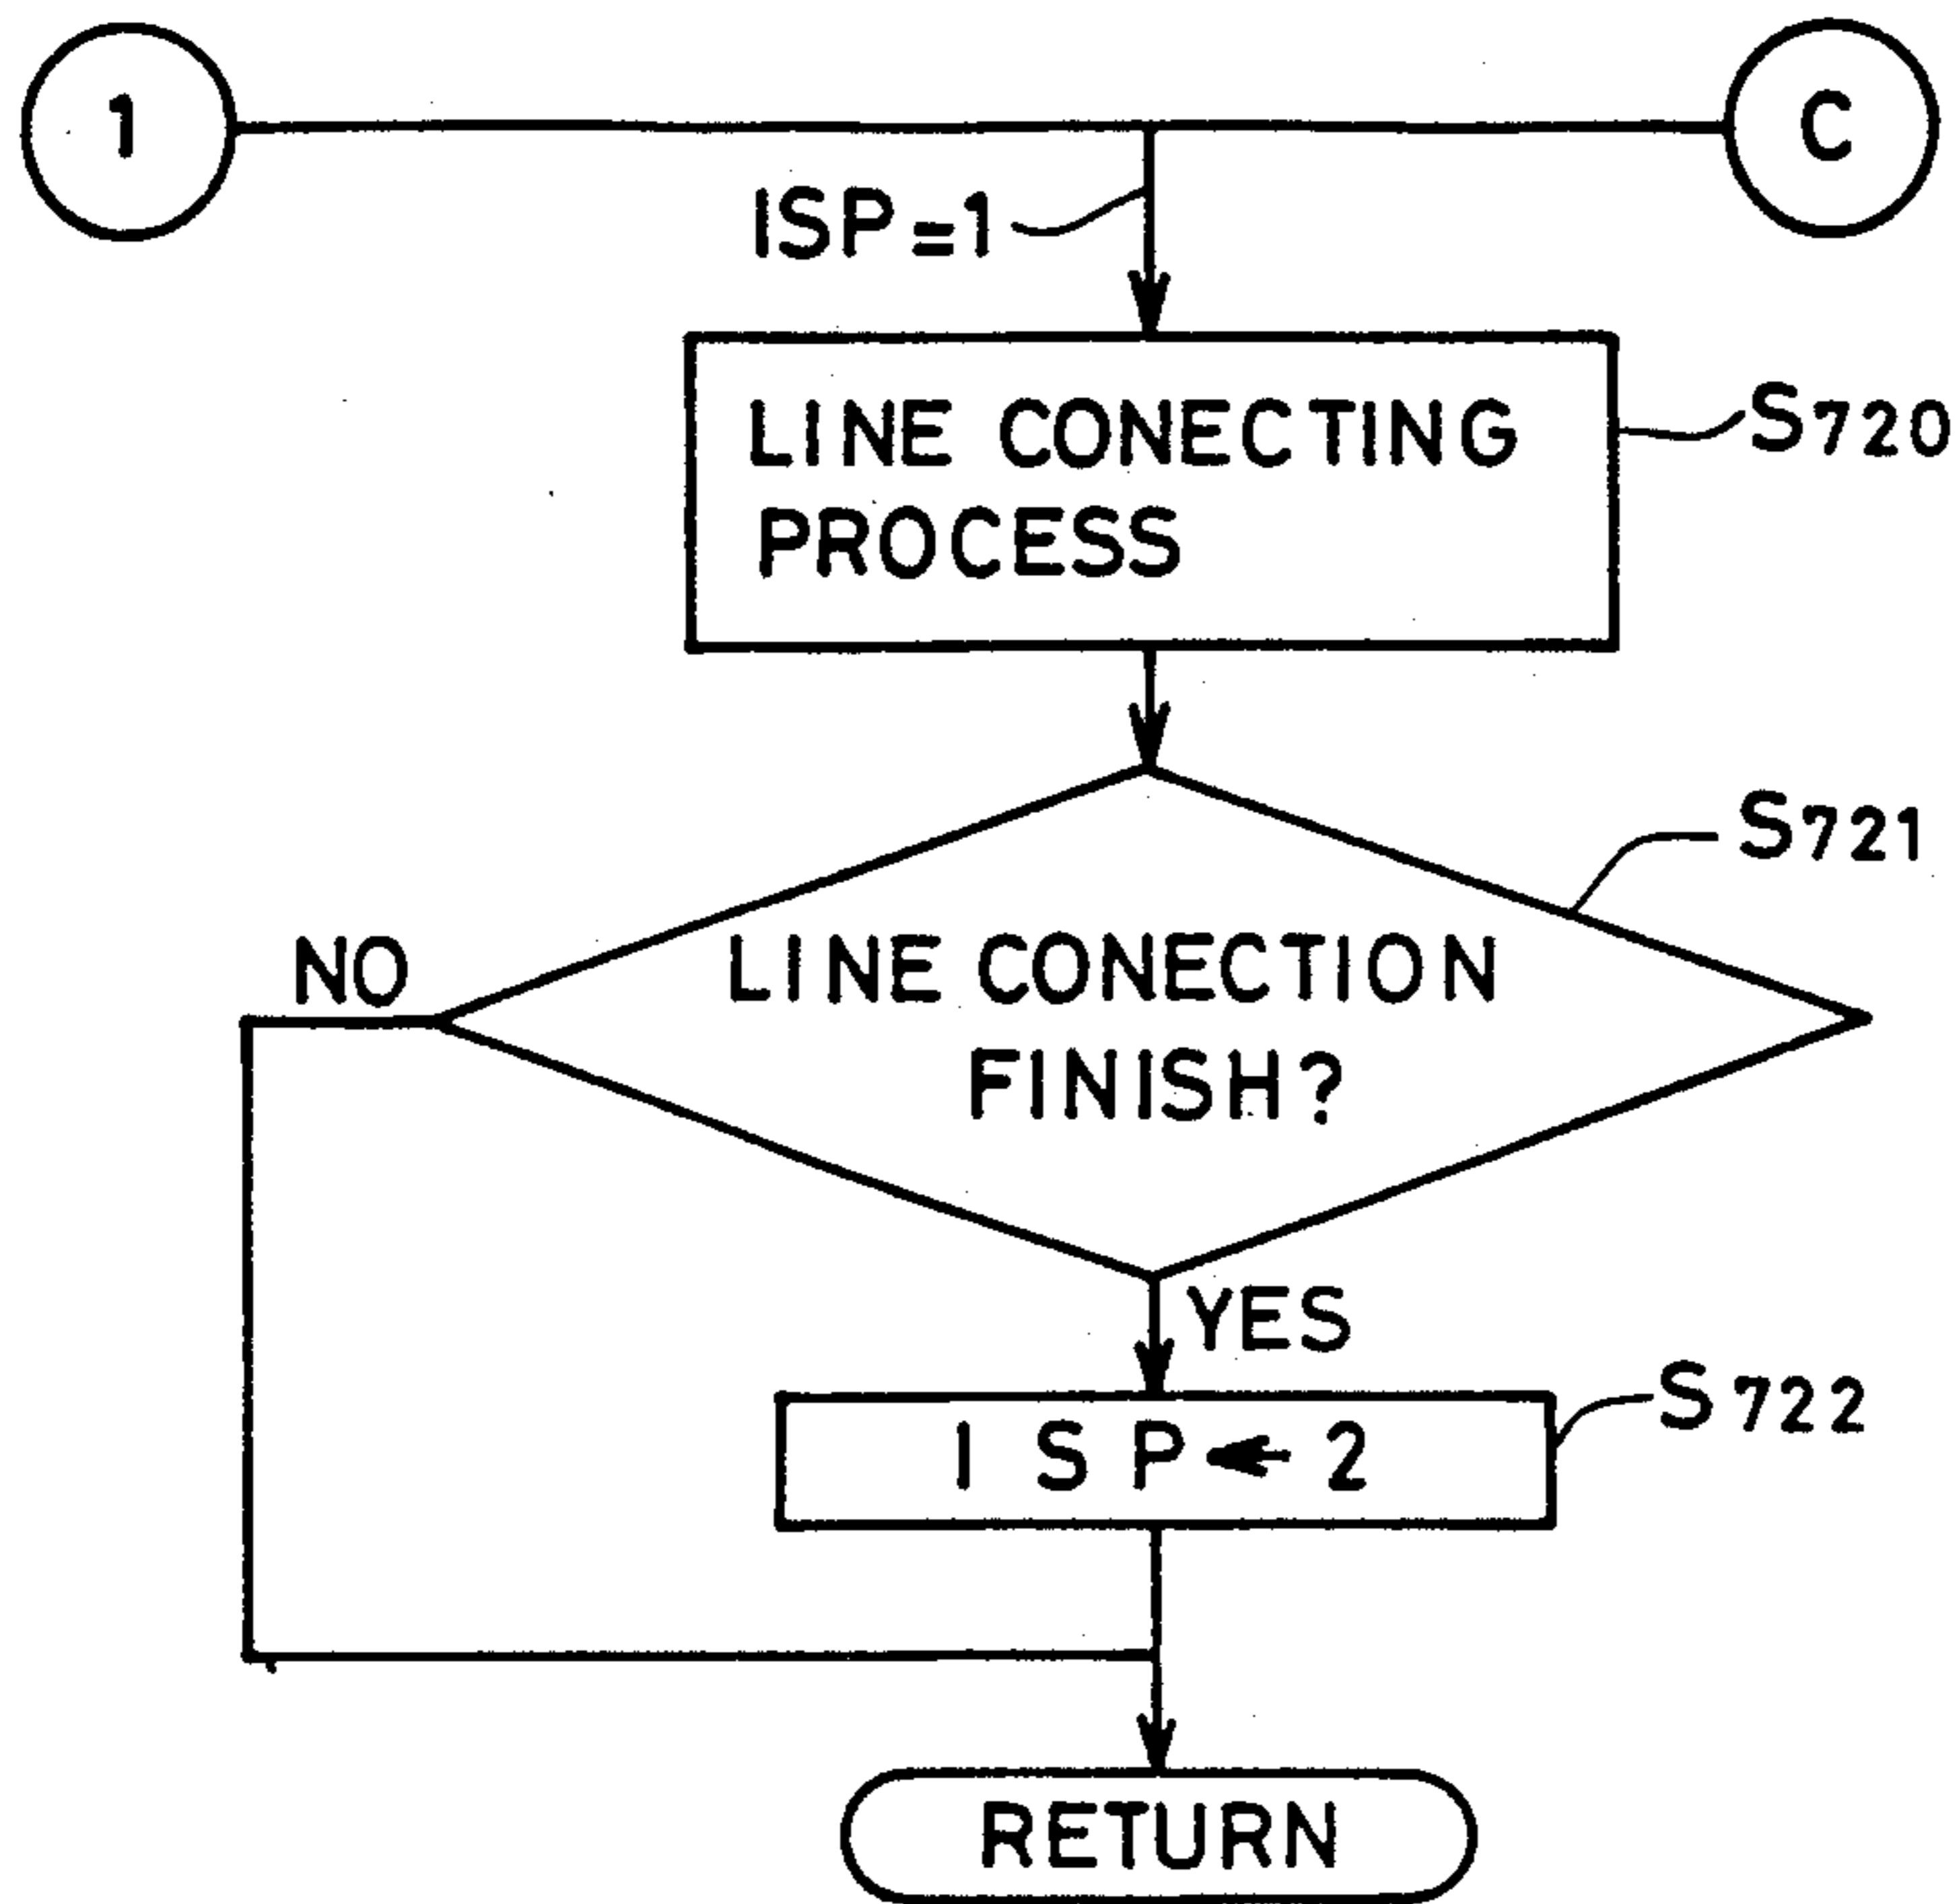 1
C
ISP=1
LINE CONECTING
PROCESS
S720
S721
NO
LINE CONECTION
FINISH?
YES
S722
ISP← 2
RETURN